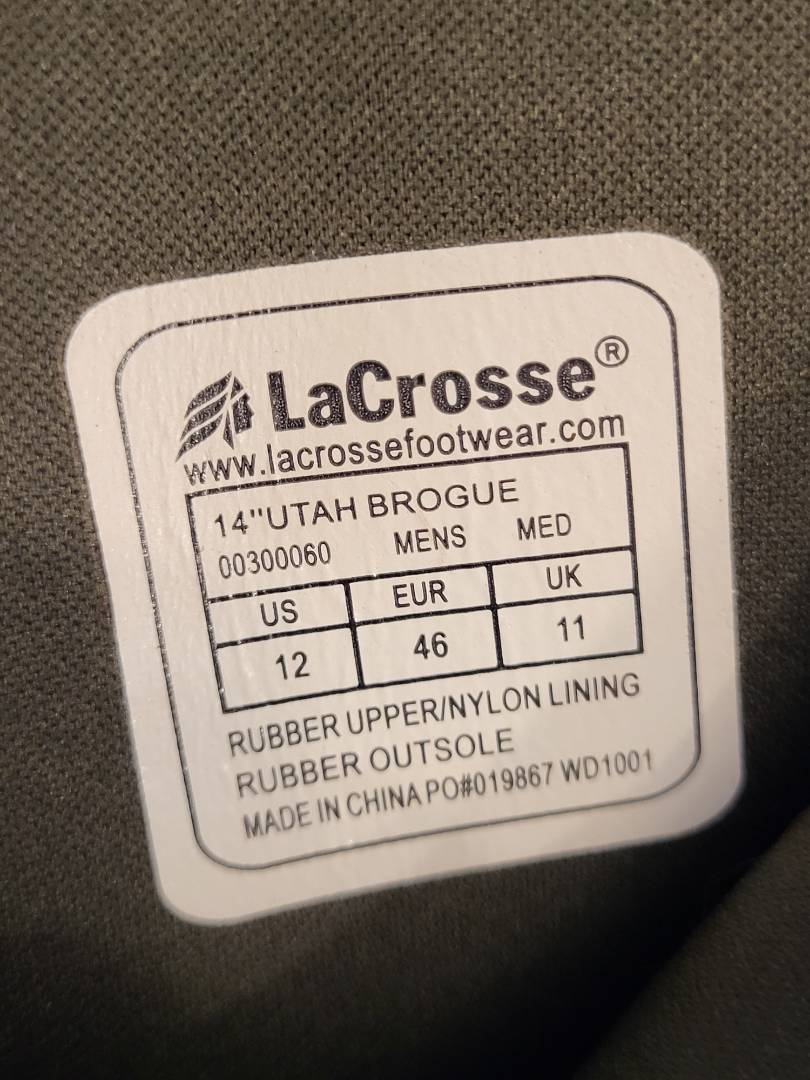 LaCrosse®
www.lacrossefootwear.com
14"UTAH BROGUE
00300060 MENS MED
US EUR UK
12 46 11
RUBBER UPPER/NYLON LINING
RUBBER OUTSOLE
MADE IN CHINA PO#019867 WD1001